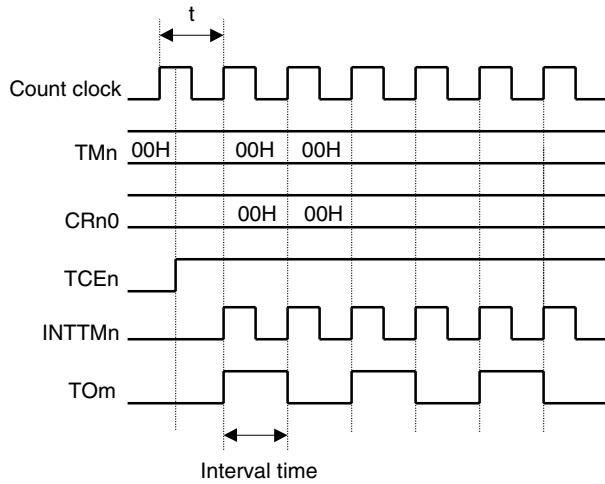 t
Count clock
TMn 00H 00H 00H
CRn0 00H 00H
TCEn
INTTMn
TOm
Interval time